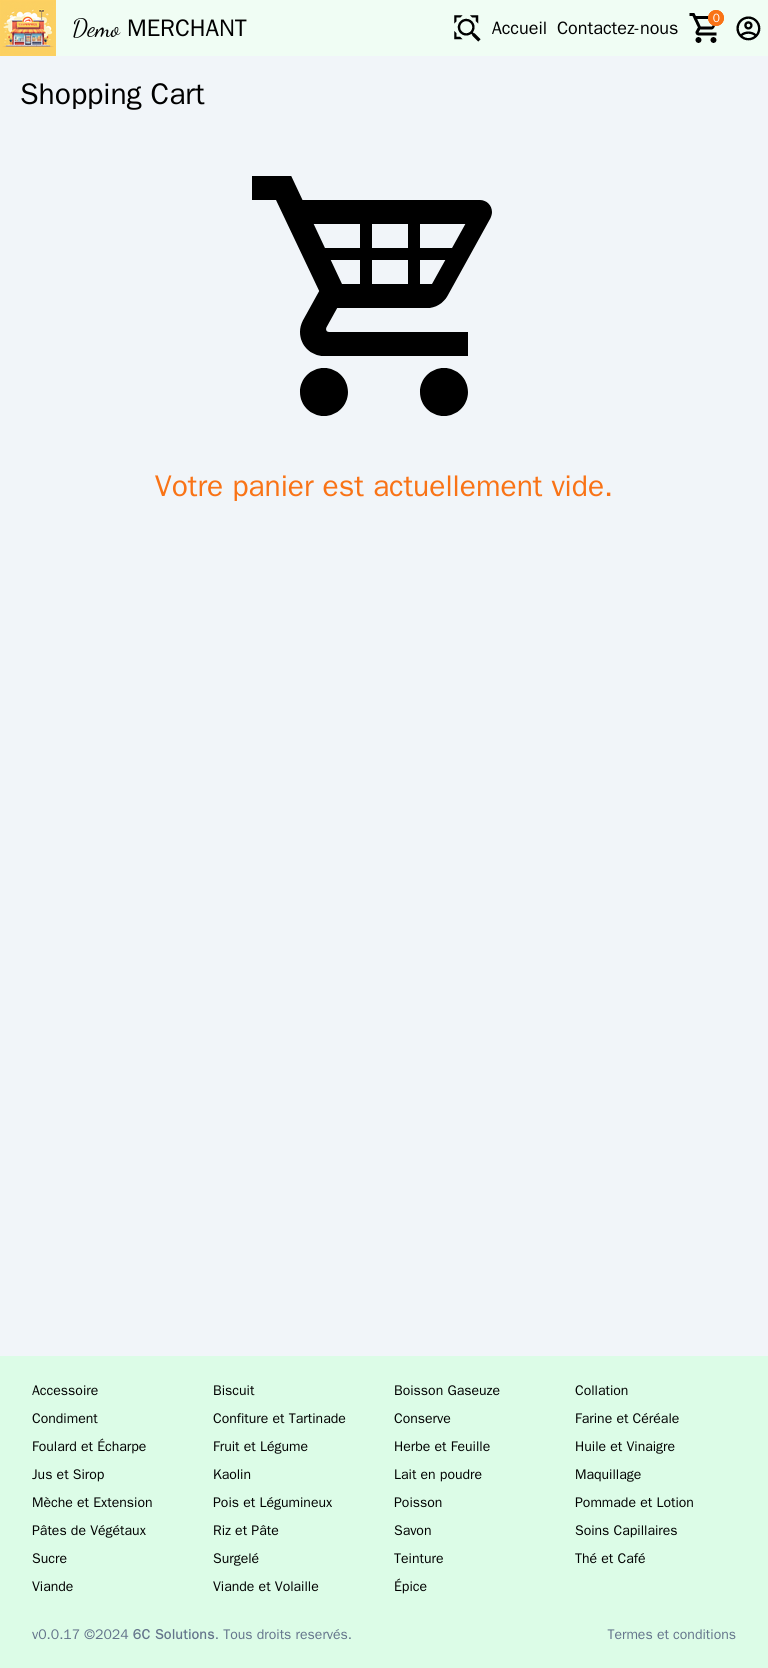 Demo MERCHANT Accueil Contactez-nous 0
Shopping Cart
Votre panier est actuellement vide.
Accessoire Biscuit Boisson Gaseuze Collation
Condiment Confiture et Tartinade Conserve Farine et Céréale
Foulard et Écharpe Fruit et Légume Herbe et Feuille Huile et Vinaigre
Jus et Sirop Kaolin Lait en poudre Maquillage
Mèche et Extension Pois et Légumineux Poisson Pommade et Lotion
Pâtes de Végétaux Riz et Pâte Savon Soins Capillaires
Sucre Surgelé Teinture Thé et Café
Viande Viande et Volaille Épice
v0.0.17 ©2024 6C Solutions. Tous droits reservés. Termes et conditions